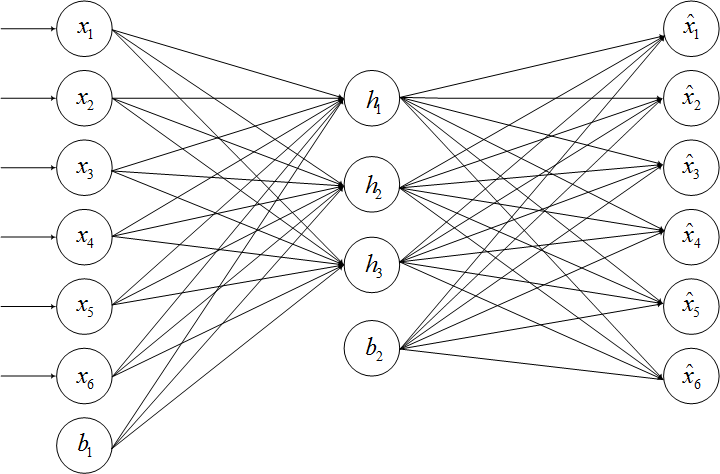 x₁
x₂
x₃
x₄
x₅
x₆
b₁
h₁
h₂
h₃
b₂
x̂₁
x̂₂
x̂₃
x̂₄
x̂₅
x̂₆